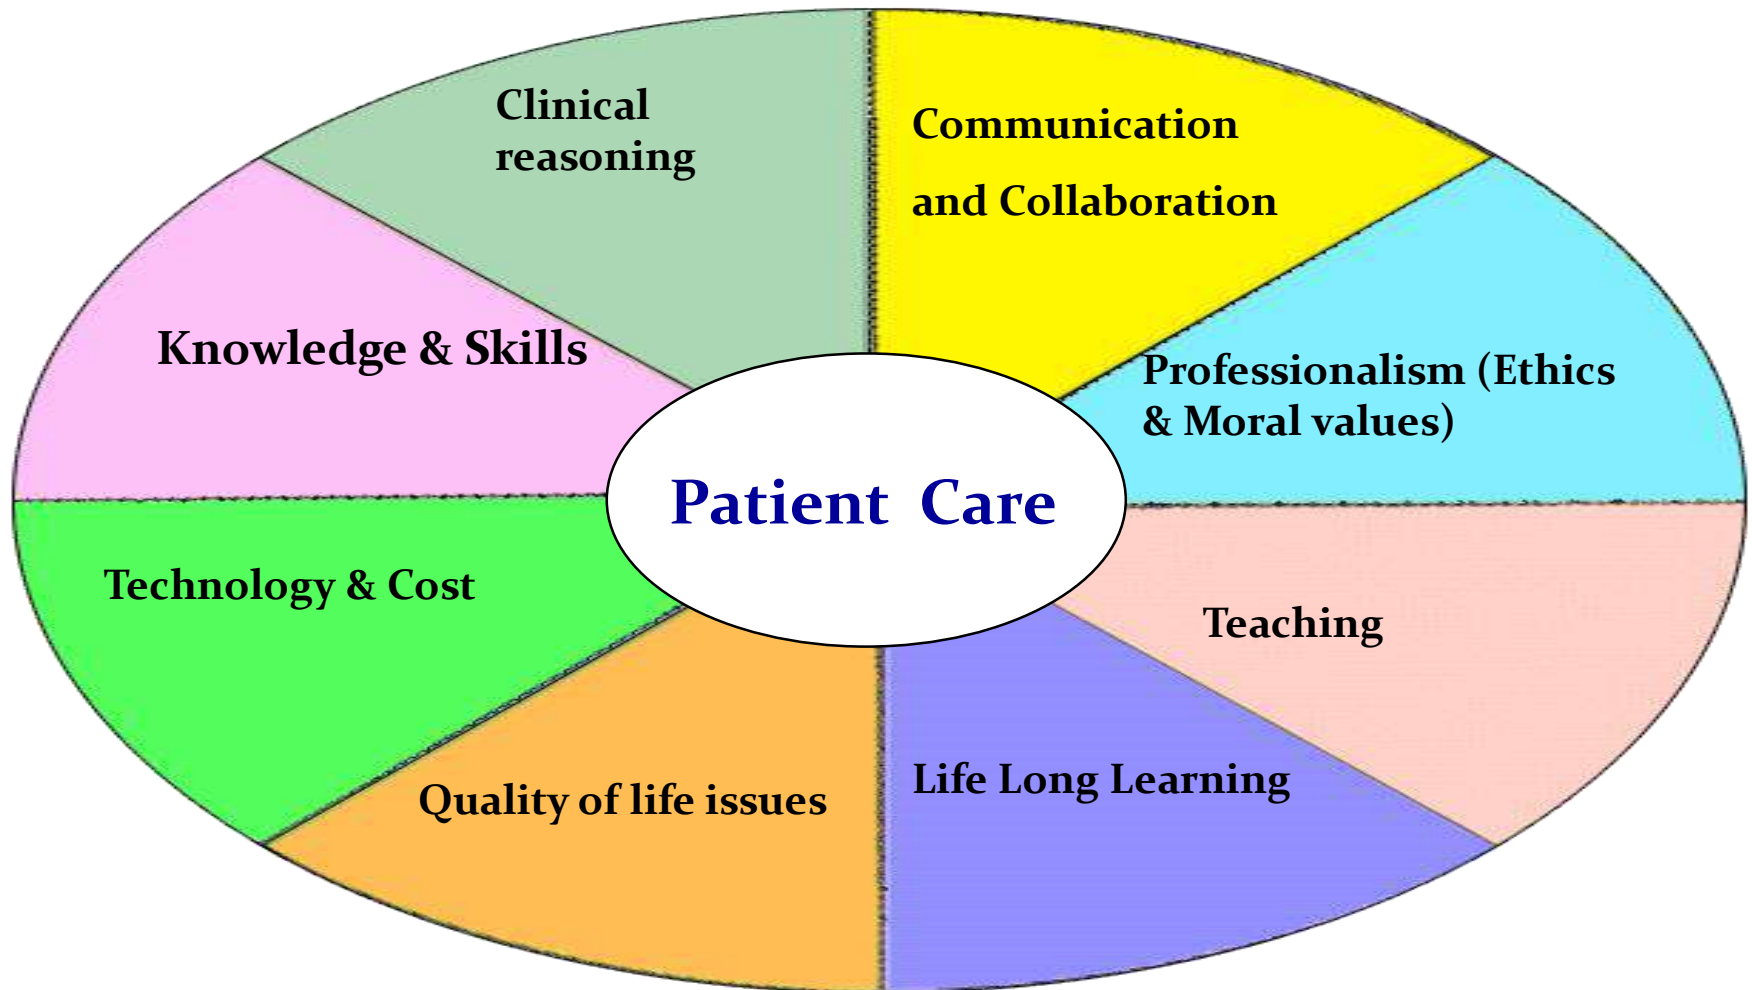 Clinical
reasoning
Communication
and Collaboration
Knowledge & Skills
Professionalism (Ethics
& Moral values)
Patient Care
Technology & Cost
Teaching
Quality of life issues
Life Long Learning